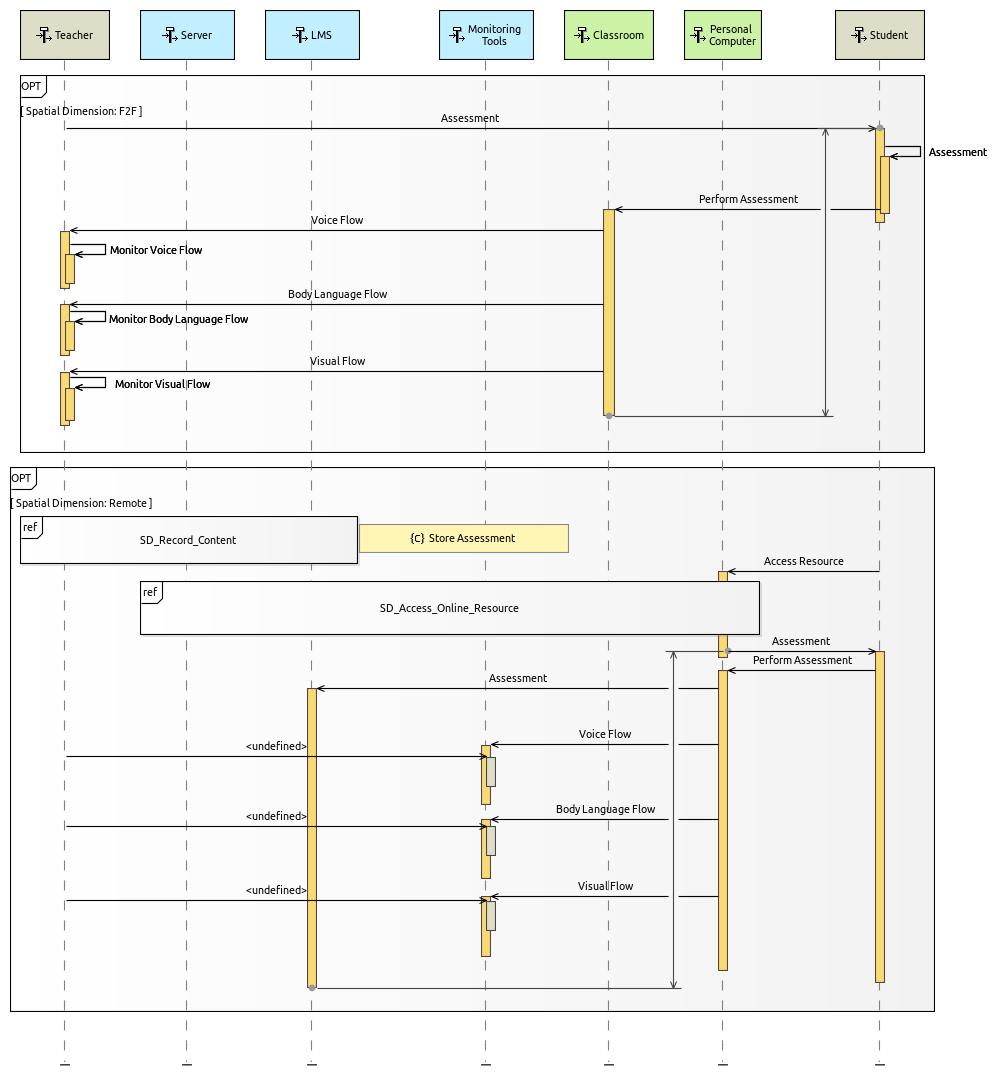 Teacher
Server
LMS
Monitoring
Tools
Classroom
Personal
Computer
Student
OPT
[ Spatial Dimension: F2F ]
Assessment
Assessment
Perform Assessment
Voice Flow
Monitor Voice Flow
Body Language Flow
Monitor Body Language Flow
Visual Flow
Monitor Visual Flow
OPT
[ Spatial Dimension: Remote ]
ref
SD_Record_Content
{C} Store Assessment
Access Resource
ref
SD_Access_Online_Resource
Assessment
Perform Assessment
Assessment
Voice Flow
<undefined>
Body Language Flow
<undefined>
Visual Flow
<undefined>